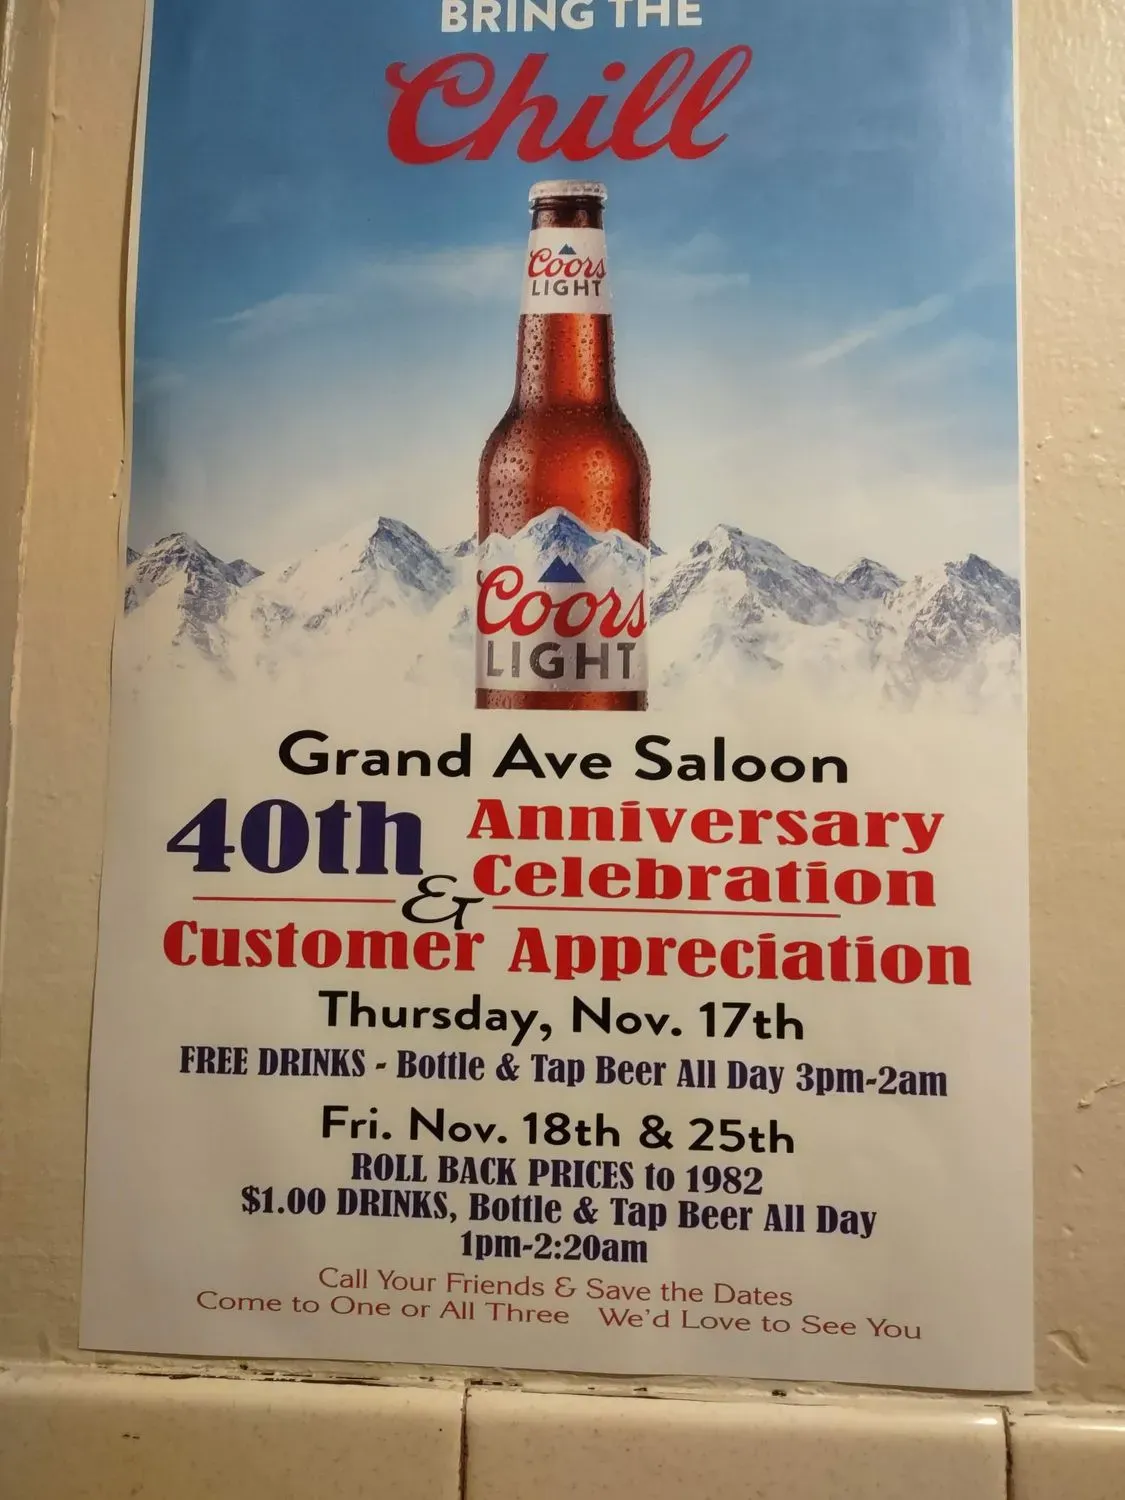 BRING THE
Chill
Coors
LIGHT
Coors
LIGHT
Grand Ave Saloon
40th Anniversary
& Celebration
Customer Appreciation
Thursday, Nov. 17th
FREE DRINKS - Bottle & Tap Beer All Day 3pm-2am
Fri. Nov. 18th & 25th
ROLL BACK PRICES to 1982
$1.00 DRINKS, Bottle & Tap Beer All Day
1pm-2:20am
Call Your Friends & Save the Dates
Come to One or All Three We'd Love to See You